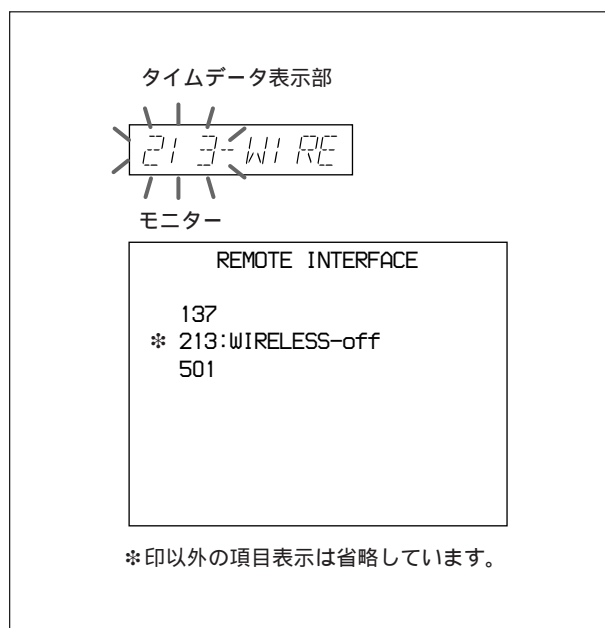 タイムデータ表示部
213-WIRE
モニター
REMOTE INTERFACE
137
✻ 213:WIRELESS-off
501
✻印以外の項目表示は省略しています。